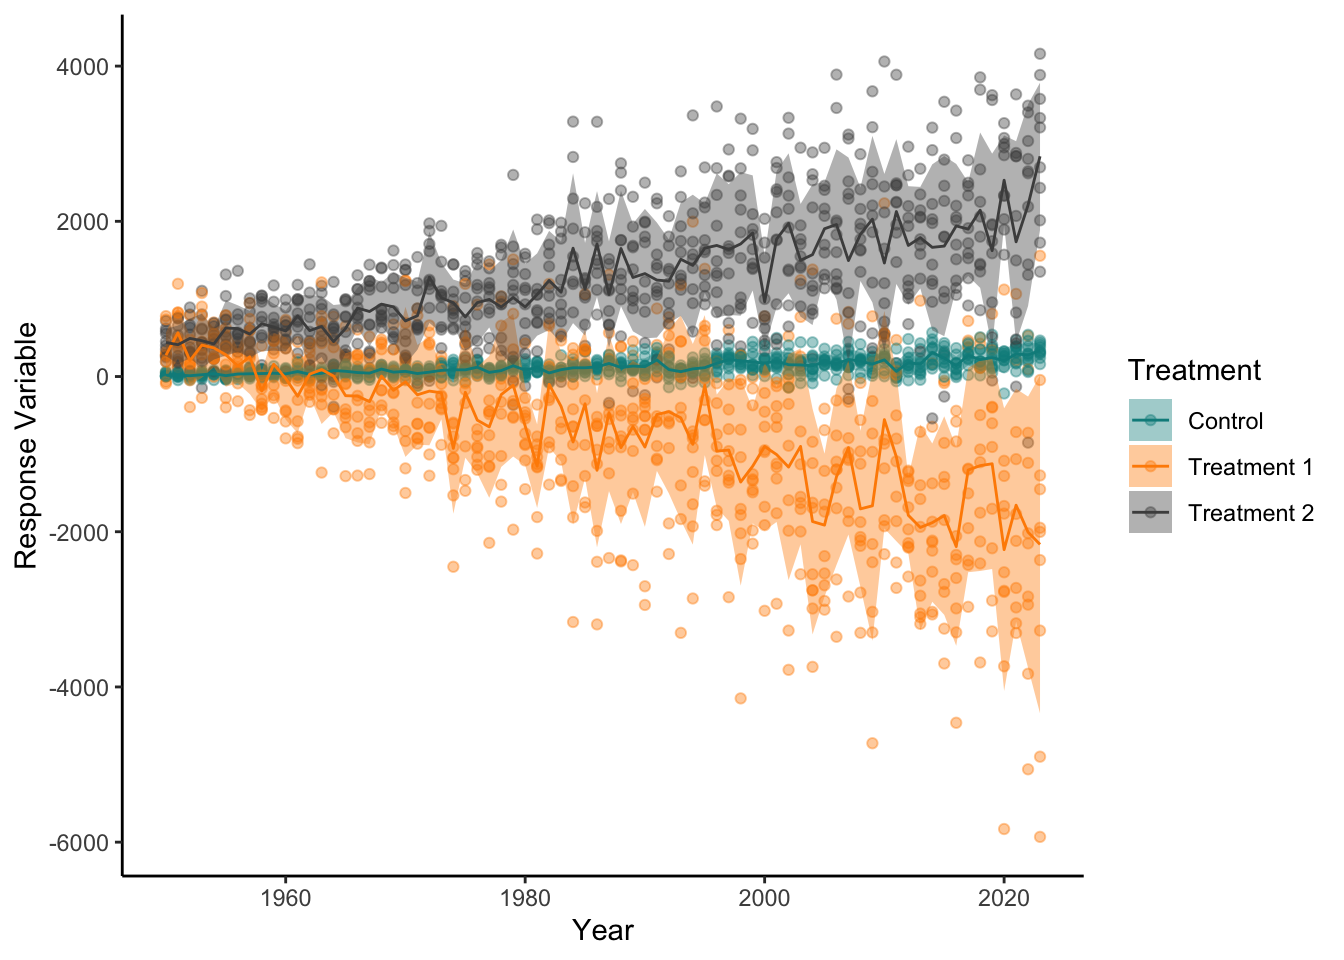 4000
2000
0
-2000
-4000
-6000
Response Variable
1960
1980
2000
2020
Year
Treatment
Control
Treatment 1
Treatment 2